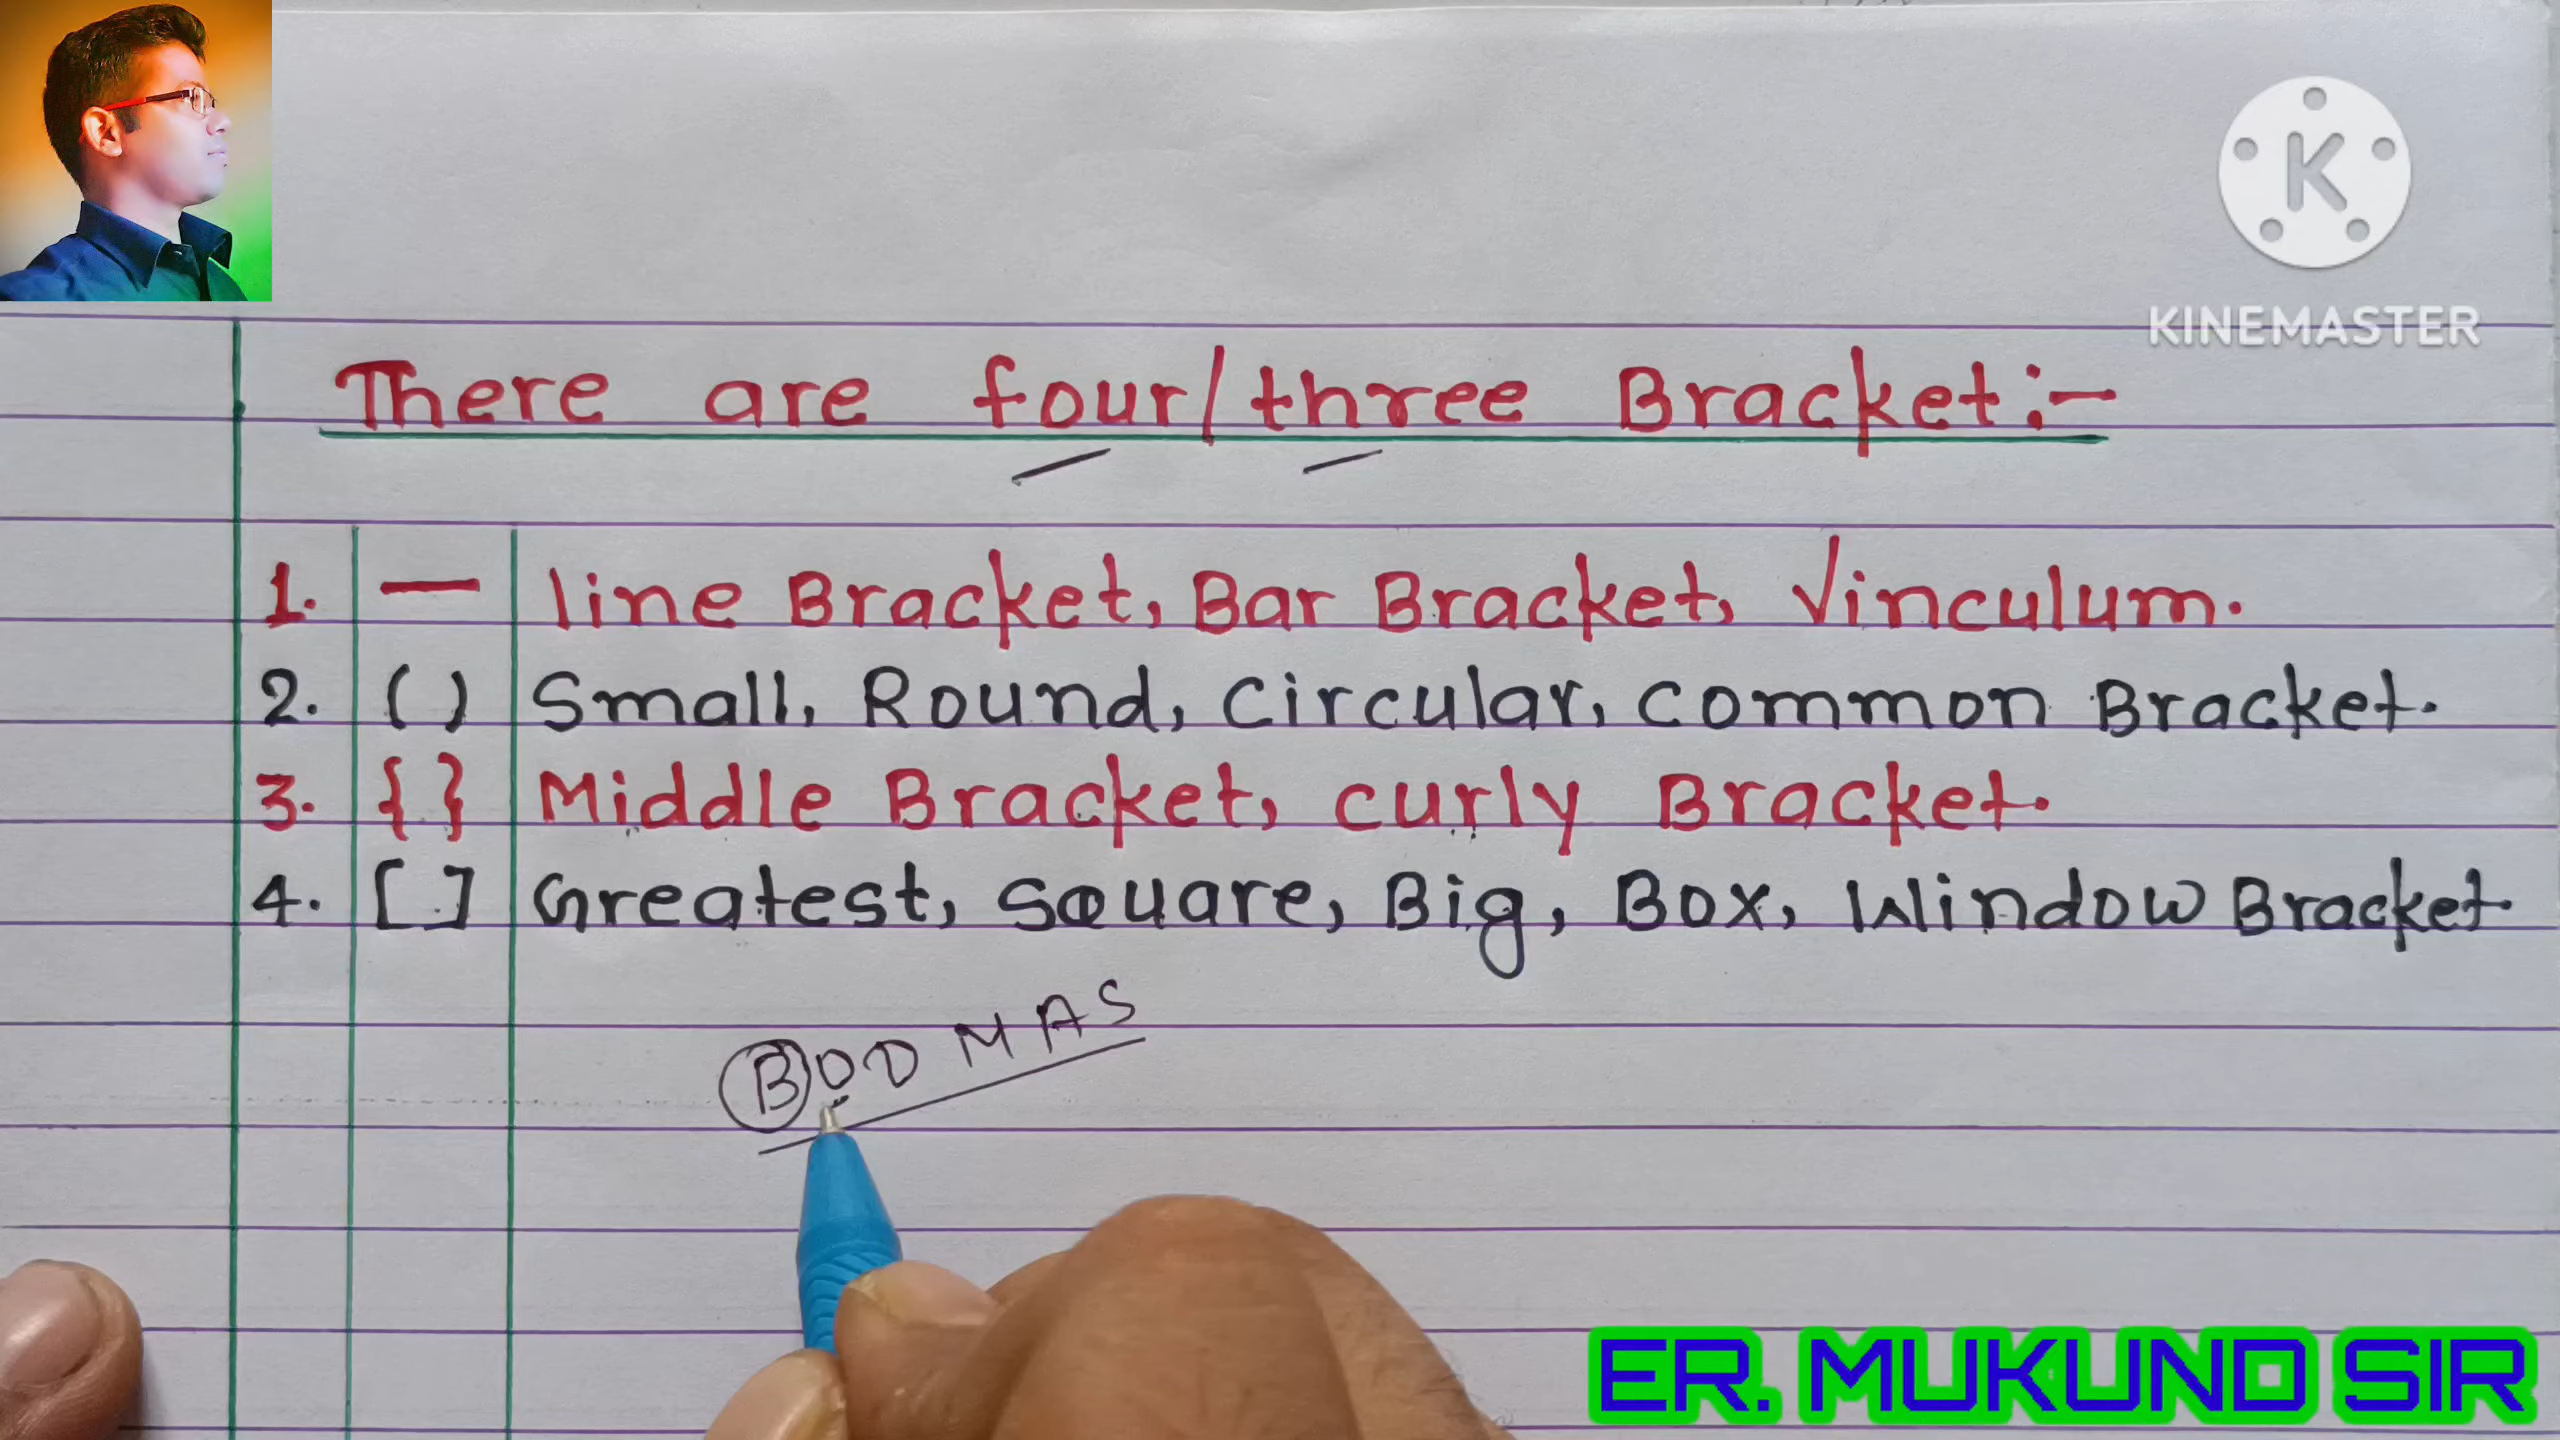 K
KINEMASTER
There are four/three Bracket:-
1. — line Bracket, Bar Bracket, Vinculum.
2. ( ) Small, Round, Circular, Common Bracket.
3. { } Middle Bracket, curly Bracket.
4. [ ] Greatest, Square, Big, Box, Window Bracket.
BODMAS
ER. MUKUND SIR